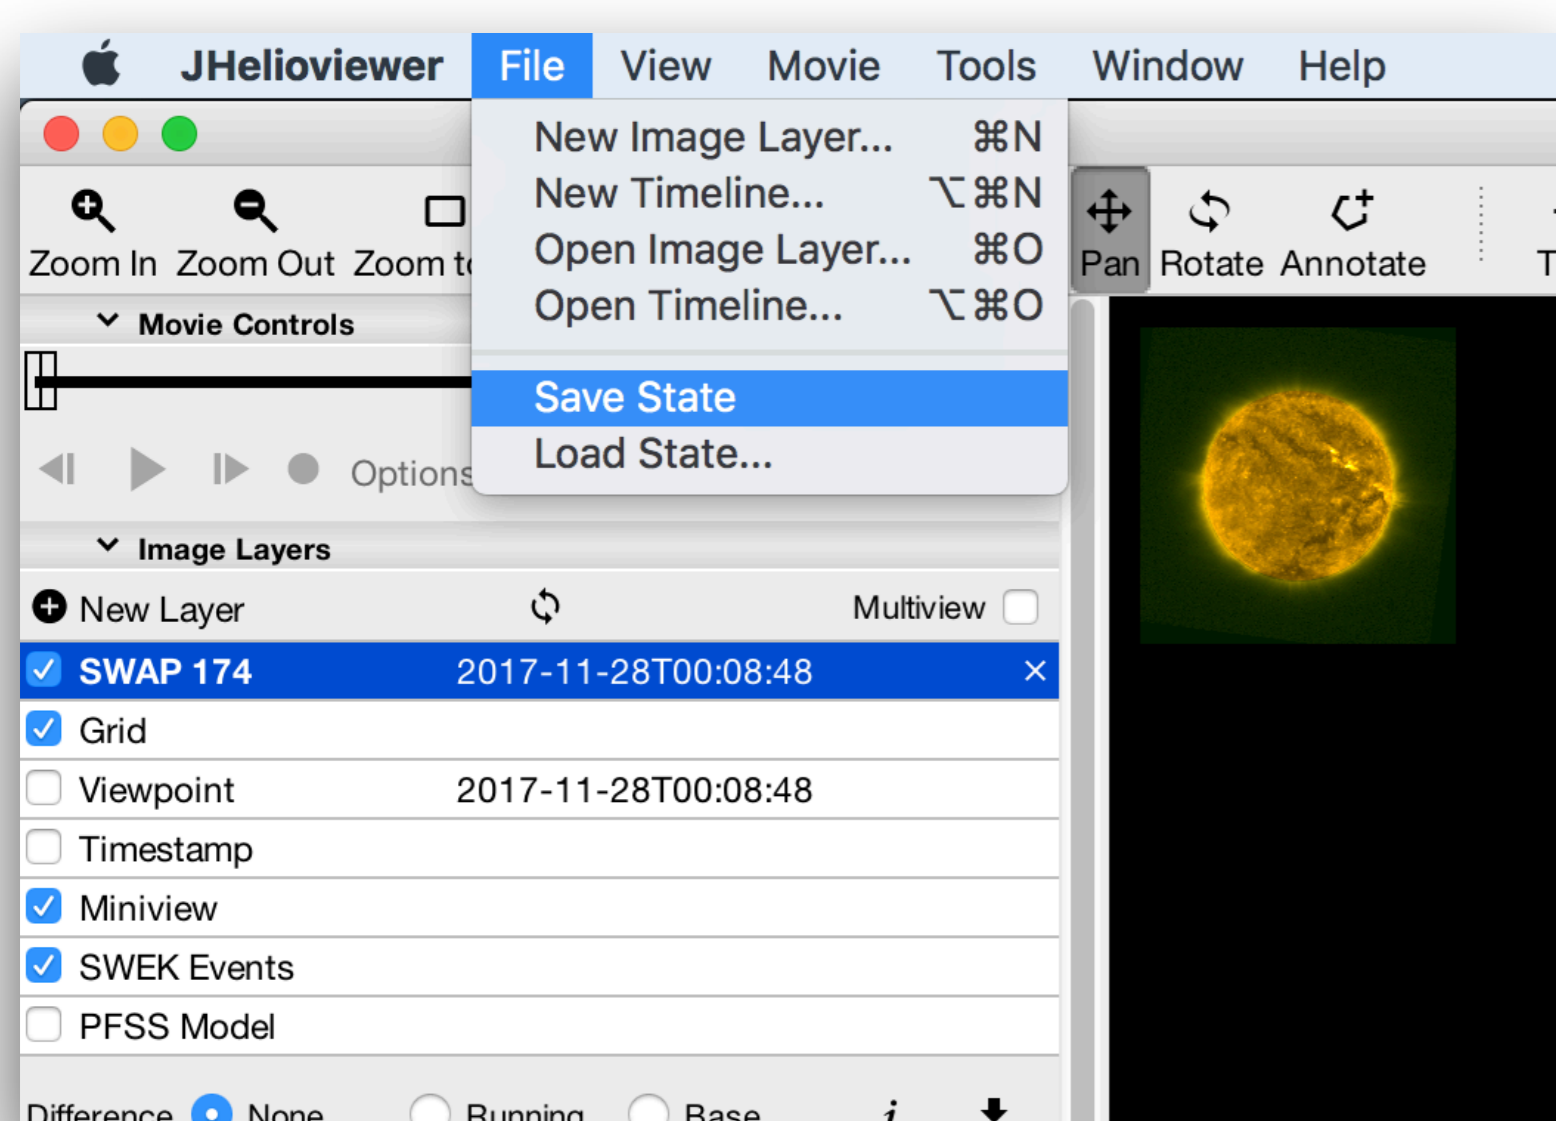 JHelioviewer File View Movie Tools Window Help
New Image Layer... ⌘N
New Timeline... ⌥⌘N
Open Image Layer... ⌘O
Open Timeline... ⌥⌘O
Save State
Load State...
Zoom In Zoom Out Zoom Pan Rotate Annotate
Movie Controls
Options
Image Layers
New Layer Multiview
SWAP 174 2017-11-28T00:08:48
Grid
Viewpoint 2017-11-28T00:08:48
Timestamp
Miniview
SWEK Events
PFSS Model
Difference None Running Base i